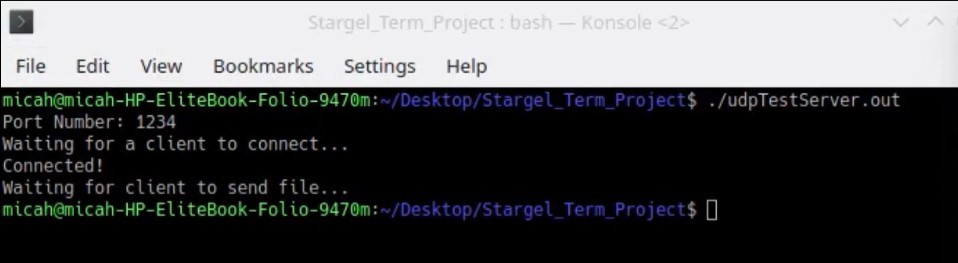 Stargel_Term_Project : bash — Konsole <2>
File Edit View Bookmarks Settings Help
micah@micah-HP-EliteBook-Folio-9470m:~/Desktop/Stargel_Term_Project$ ./udpTestServer.out
Port Number: 1234
Waiting for a client to connect...
Connected!
Waiting for client to send file...
micah@micah-HP-EliteBook-Folio-9470m:~/Desktop/Stargel_Term_Project$